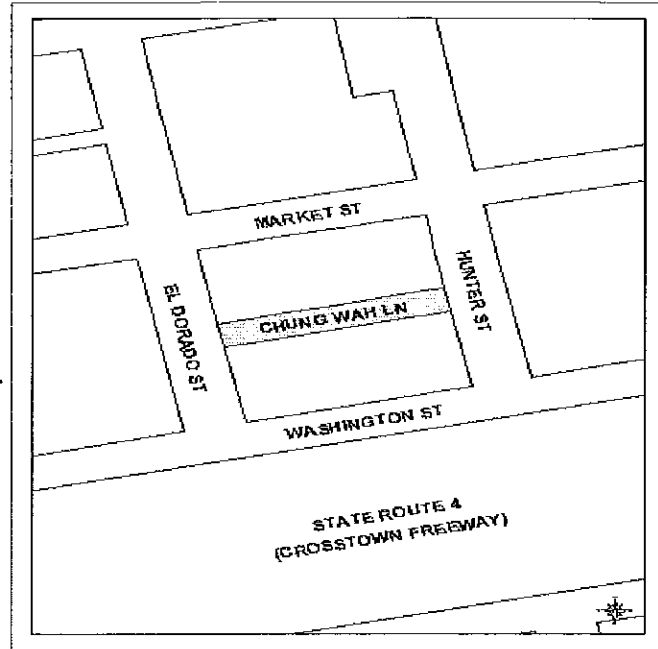 MARKET ST
HUNTER ST
EL DORADO ST
CHUNG WAH LN
WASHINGTON ST
STATE ROUTE 4
(CROSSTOWN FREEWAY)